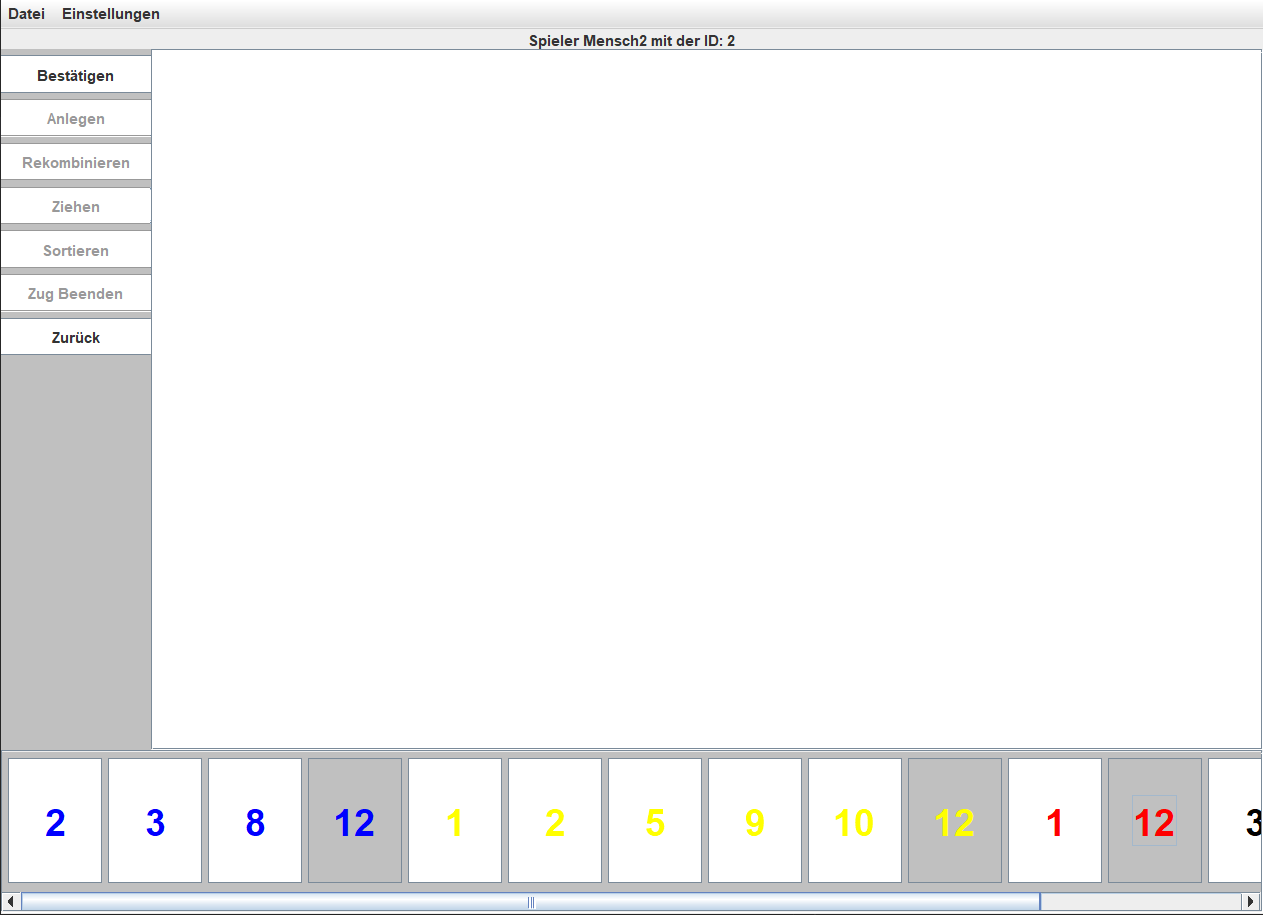 Datei Einstellungen
Spieler Mensch2 mit der ID: 2
Bestätigen
Anlegen
Rekombinieren
Ziehen
Sortieren
Zug Beenden
Zurück
2 3 8 12 1 2 5 9 10 12 1 12 3